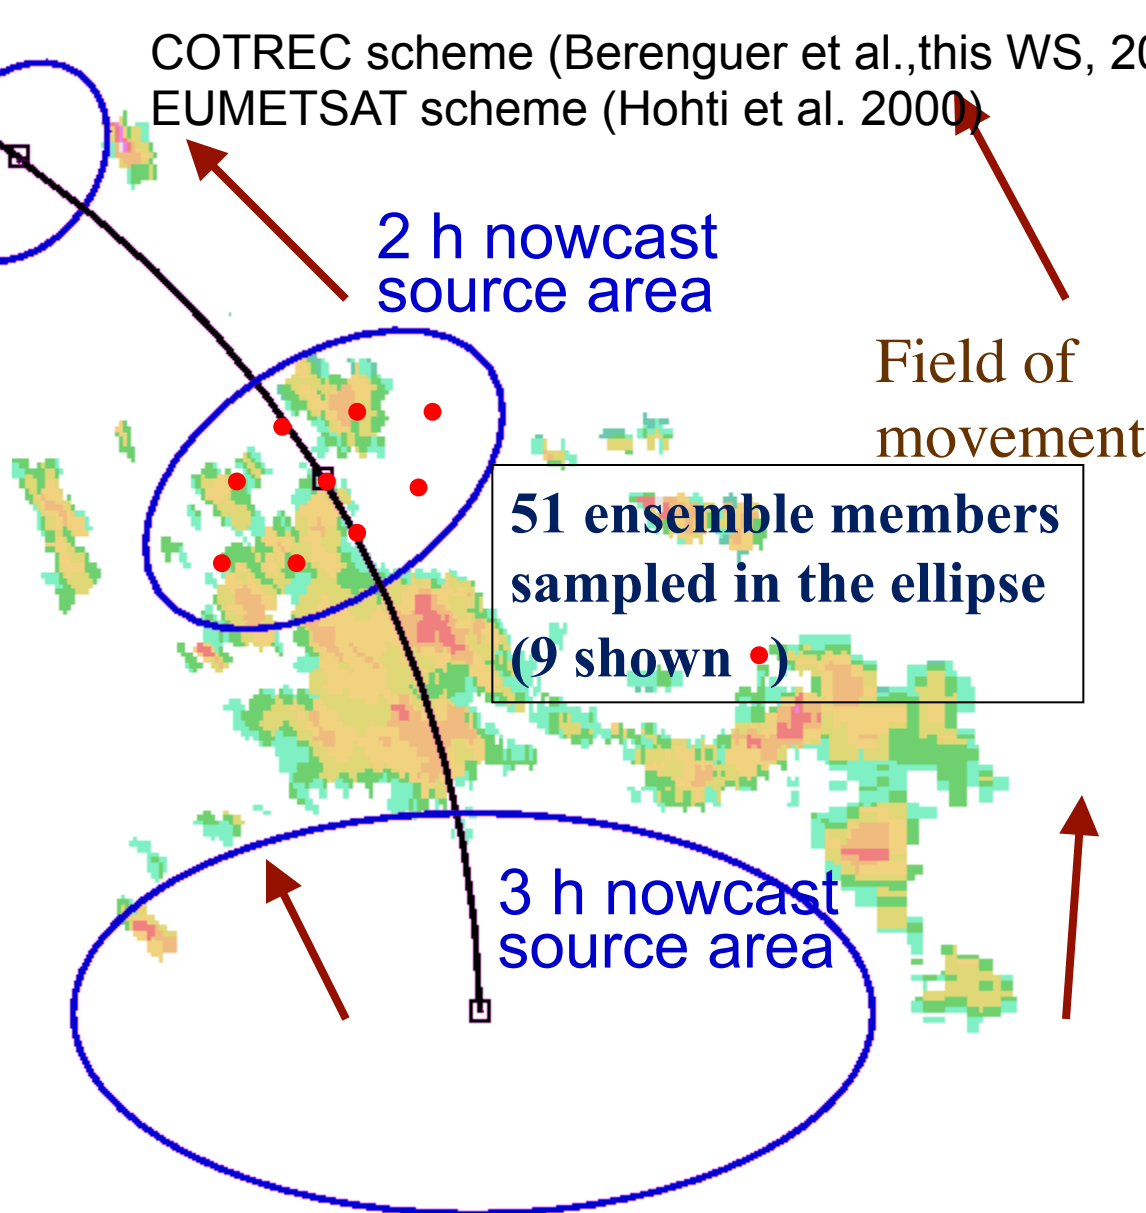 COTREC scheme (Berenguer et al.,this WS, 20
EUMETSAT scheme (Hohti et al. 2000)
2 h nowcast
source area
Field of
movement
51 ensemble members
sampled in the ellipse
(9 shown •)
3 h nowcast
source area